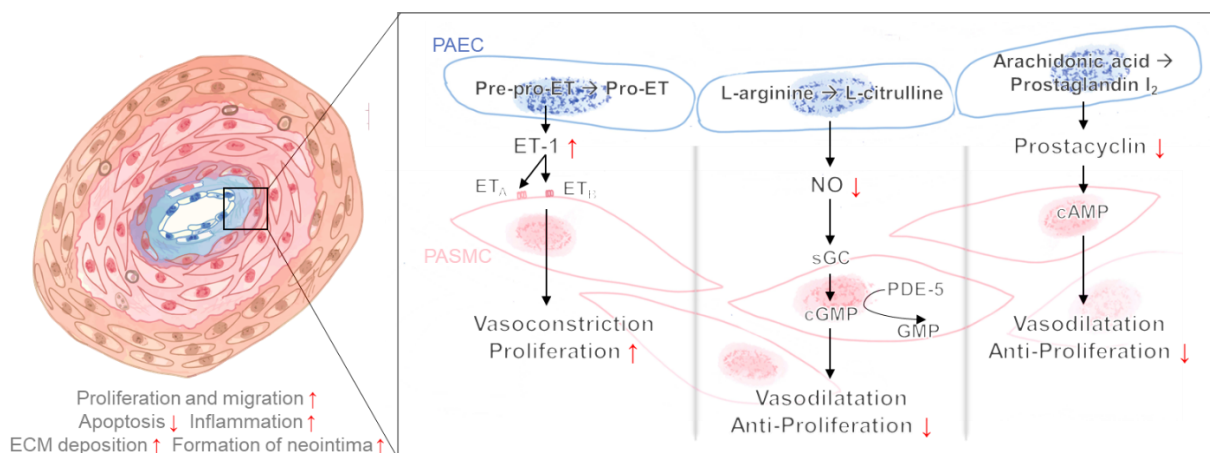 PAEC
Pre-pro-ET → Pro-ET
ET-1 ↑
ET_A ET_B
PASMC
Vasoconstriction
Proliferation ↑
L-arginine → L-citrulline
NO ↓
sGC
cGMP
PDE-5
GMP
Vasodilatation
Anti-Proliferation ↓
Arachidonic acid →
Prostaglandin I₂
Prostacyclin ↓
cAMP
Vasodilatation
Anti-Proliferation ↓
Proliferation and migration ↑
Apoptosis ↓ Inflammation ↑
ECM deposition ↑ Formation of neointima ↑